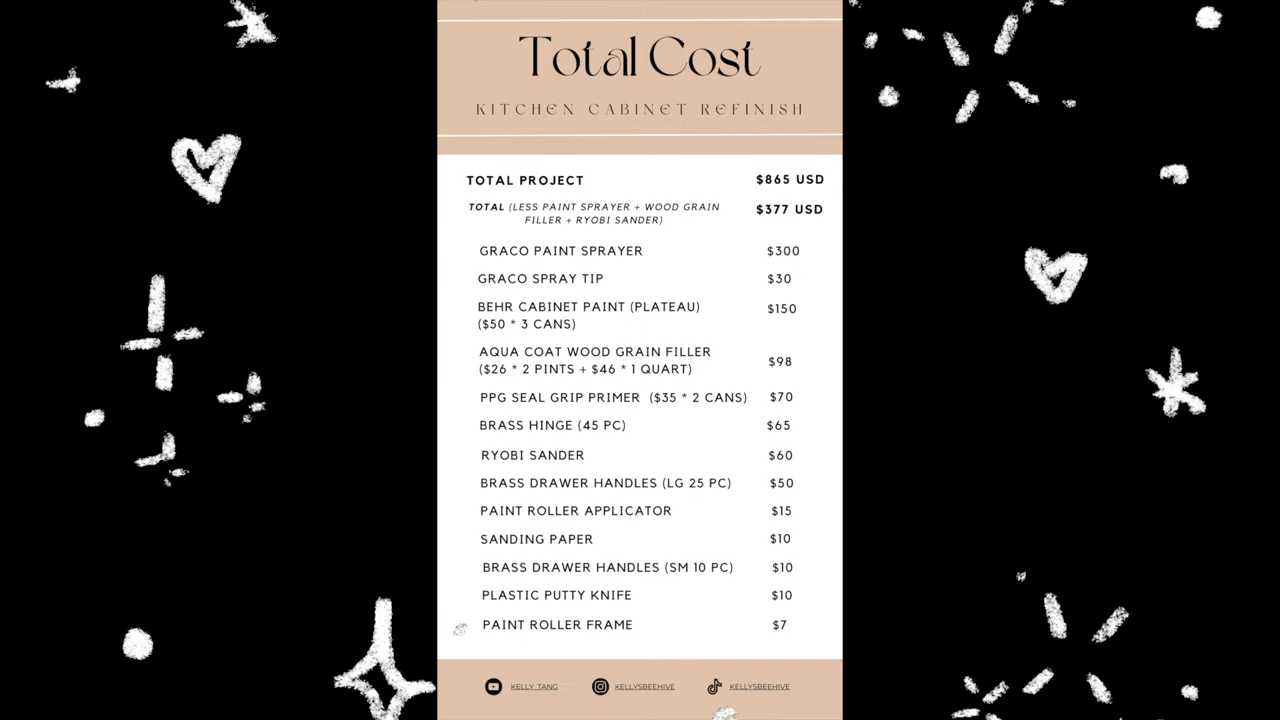 Total Cost
KITCHEN CABINET REFINISH
TOTAL PROJECT $865 USD
TOTAL (LESS PAINT SPRAYER + WOOD GRAIN $377 USD
FILLER + RYOBI SANDER)
GRACO PAINT SPRAYER $300
GRACO SPRAY TIP $30
BEHR CABINET PAINT (PLATEAU) $150
($50 * 3 CANS)
AQUA COAT WOOD GRAIN FILLER
($26 * 2 PINTS + $46 * 1 QUART) $98
PPG SEAL GRIP PRIMER ($35 * 2 CANS) $70
BRASS HINGE (45 PC) $65
RYOBI SANDER $60
BRASS DRAWER HANDLES (LG 25 PC) $50
PAINT ROLLER APPLICATOR $15
SANDING PAPER $10
BRASS DRAWER HANDLES (SM 10 PC) $10
PLASTIC PUTTY KNIFE $10
PAINT ROLLER FRAME $7
KELLY_TANG KELLYSBEEHIVE KELLYSBEEHIVE